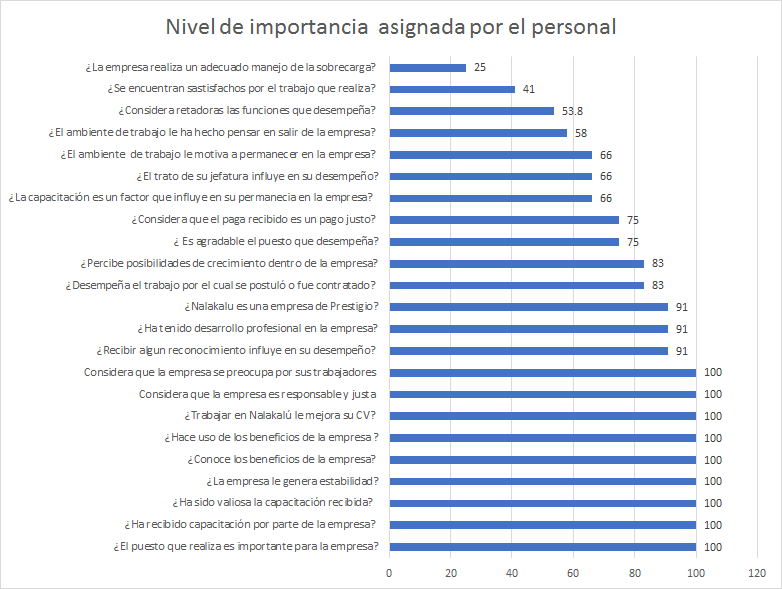 Nivel de importancia asignada por el personal
¿La empresa realiza un adecuado manejo de la sobrecarga? 25
¿Se encuentran sastisfachos por el trabajo que realiza? 41
¿Considera retadoras las funciones que desempeña? 53.8
¿El ambiente de trabajo le ha hecho pensar en salir de la empresa? 58
¿El ambiente de trabajo le motiva a permanecer en la empresa? 66
¿El trato de su jefatura influye en su desempeño? 66
¿La capacitación es un factor que influye en su permanecia en la empresa? 66
¿Considera que el paga recibido es un pago justo? 75
¿ Es agradable el puesto que desempeña? 75
¿Percibe posibilidades de crecimiento dentro de la empresa? 83
¿Desempeña el trabajo por el cual se postuló o fue contratado? 83
¿Nalakalu es una empresa de Prestigio? 91
¿Ha tenido desarrollo profesional en la empresa? 91
¿Recibir algun reconocimiento influye en su desempeño? 91
Considera que la empresa se preocupa por sus trabajadores 100
Considera que la empresa es responsable y justa 100
¿Trabajar en Nalakalú le mejora su CV? 100
¿Hace uso de los beneficios de la empresa ? 100
¿Conoce los beneficios de la empresa? 100
¿La empresa le genera estabilidad? 100
¿Ha sido valiosa la capacitación recibida? 100
¿Ha recibido capacitación por parte de la empresa? 100
¿El puesto que realiza es importante para la empresa? 100
0 20 40 60 80 100 120